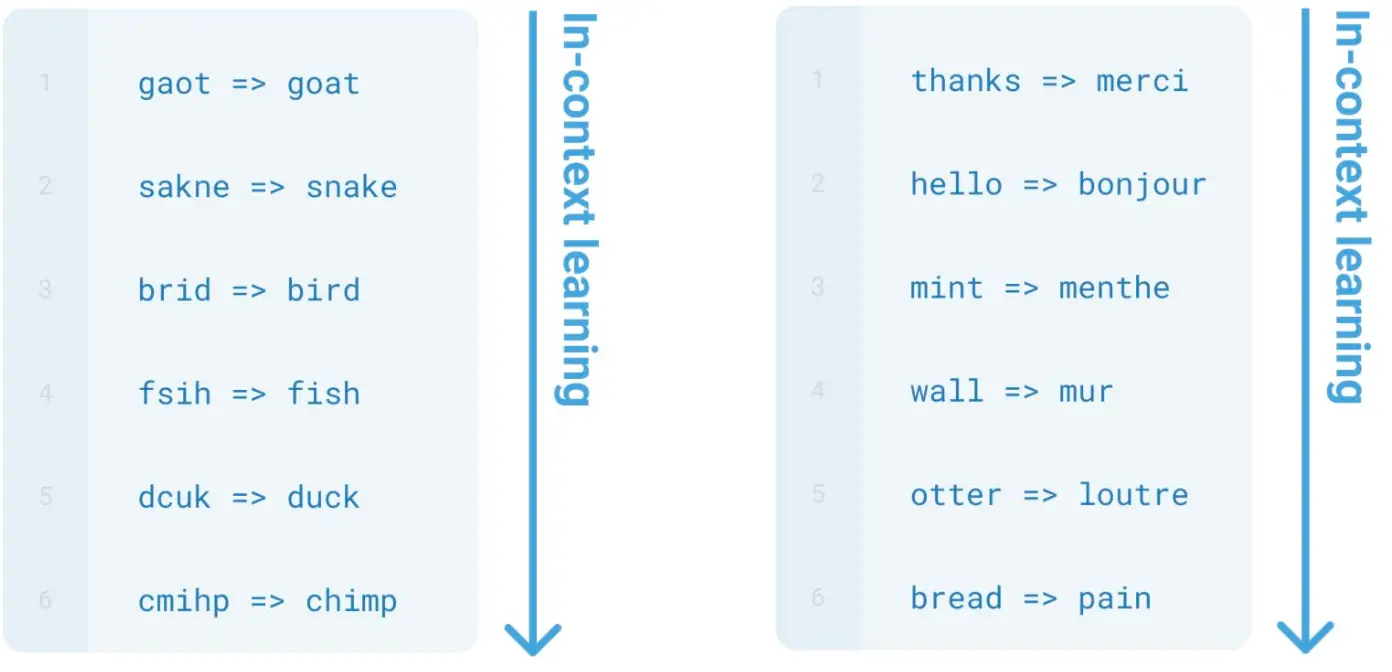 1 gaot => goat
2 sakne => snake
3 brid => bird
4 fsih => fish
5 dcuk => duck
6 cmihp => chimp
In-context learning
1 thanks => merci
2 hello => bonjour
3 mint => menthe
4 wall => mur
5 otter => loutre
6 bread => pain
In-context learning